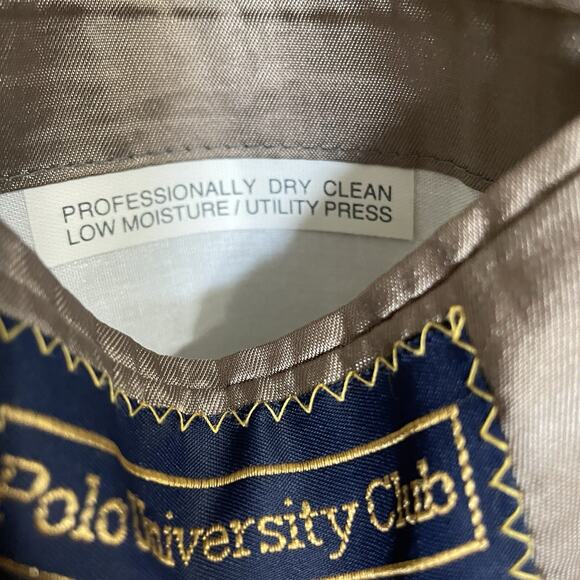 PROFESSIONALLY DRY CLEAN
LOW MOISTURE / UTILITY PRESS
Polo University Club